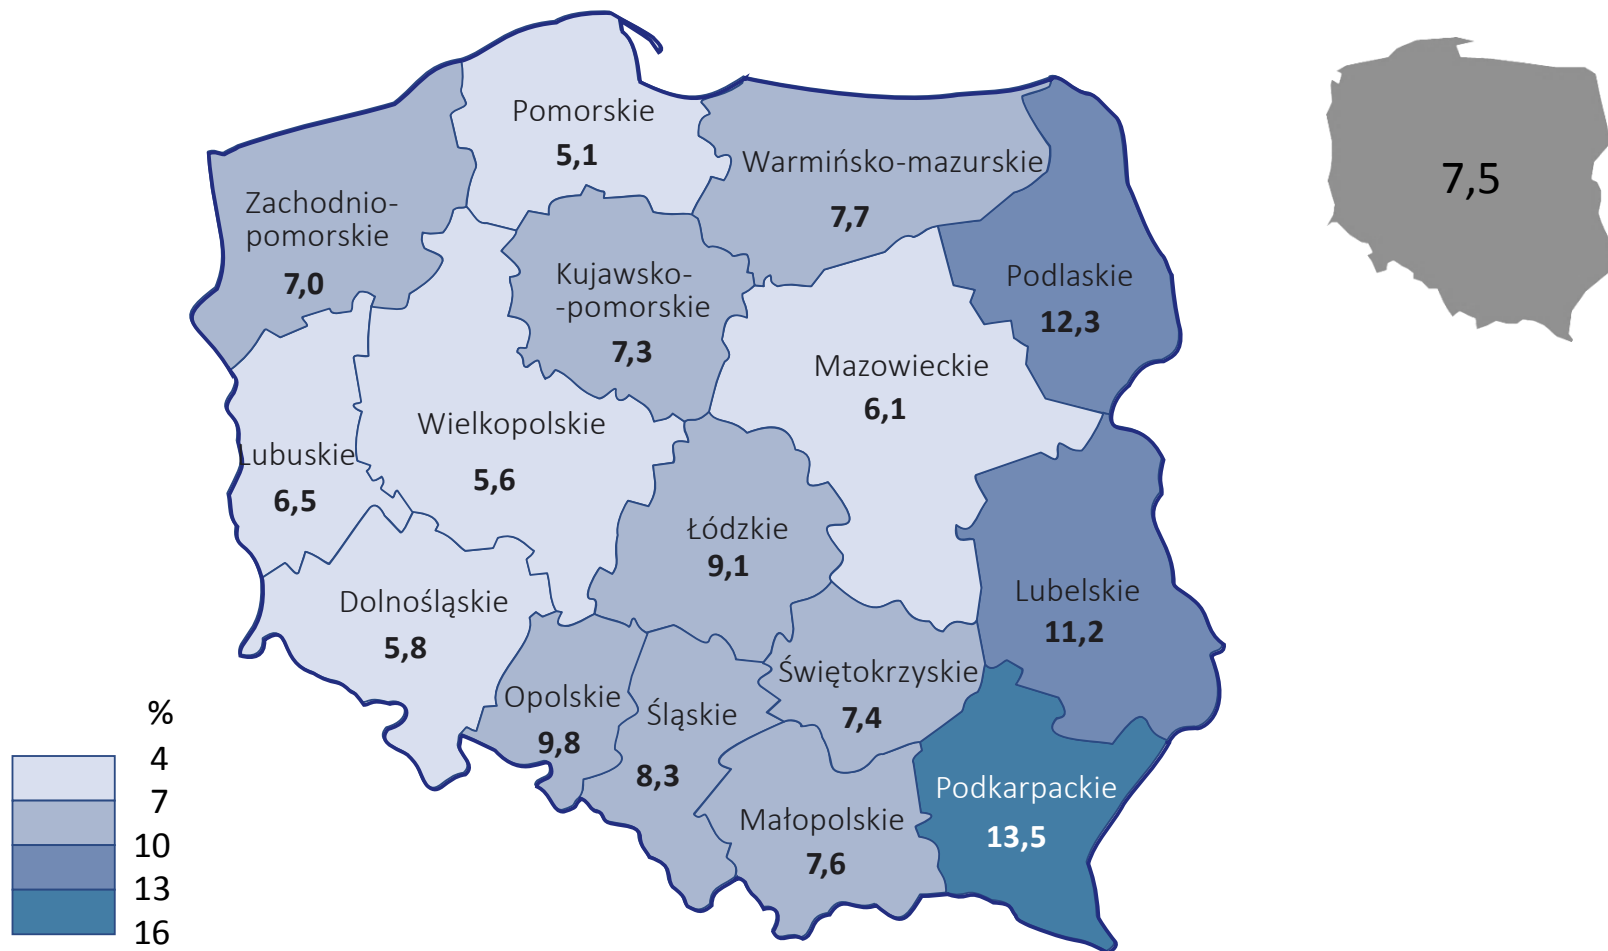 Pomorskie
5,1
Warmińsko-mazurskie
7,7
Zachodnio-
pomorskie
7,0
Kujawsko-
-pomorskie
7,3
Podlaskie
12,3
7,5
Mazowieckie
6,1
Wielkopolskie
5,6
Lubuskie
6,5
Łódzkie
9,1
Dolnośląskie
5,8
Lubelskie
11,2
Świętokrzyskie
7,4
Opolskie
9,8
Śląskie
8,3
Małopolskie
7,6
Podkarpackie
13,5
%
4
7
10
13
16